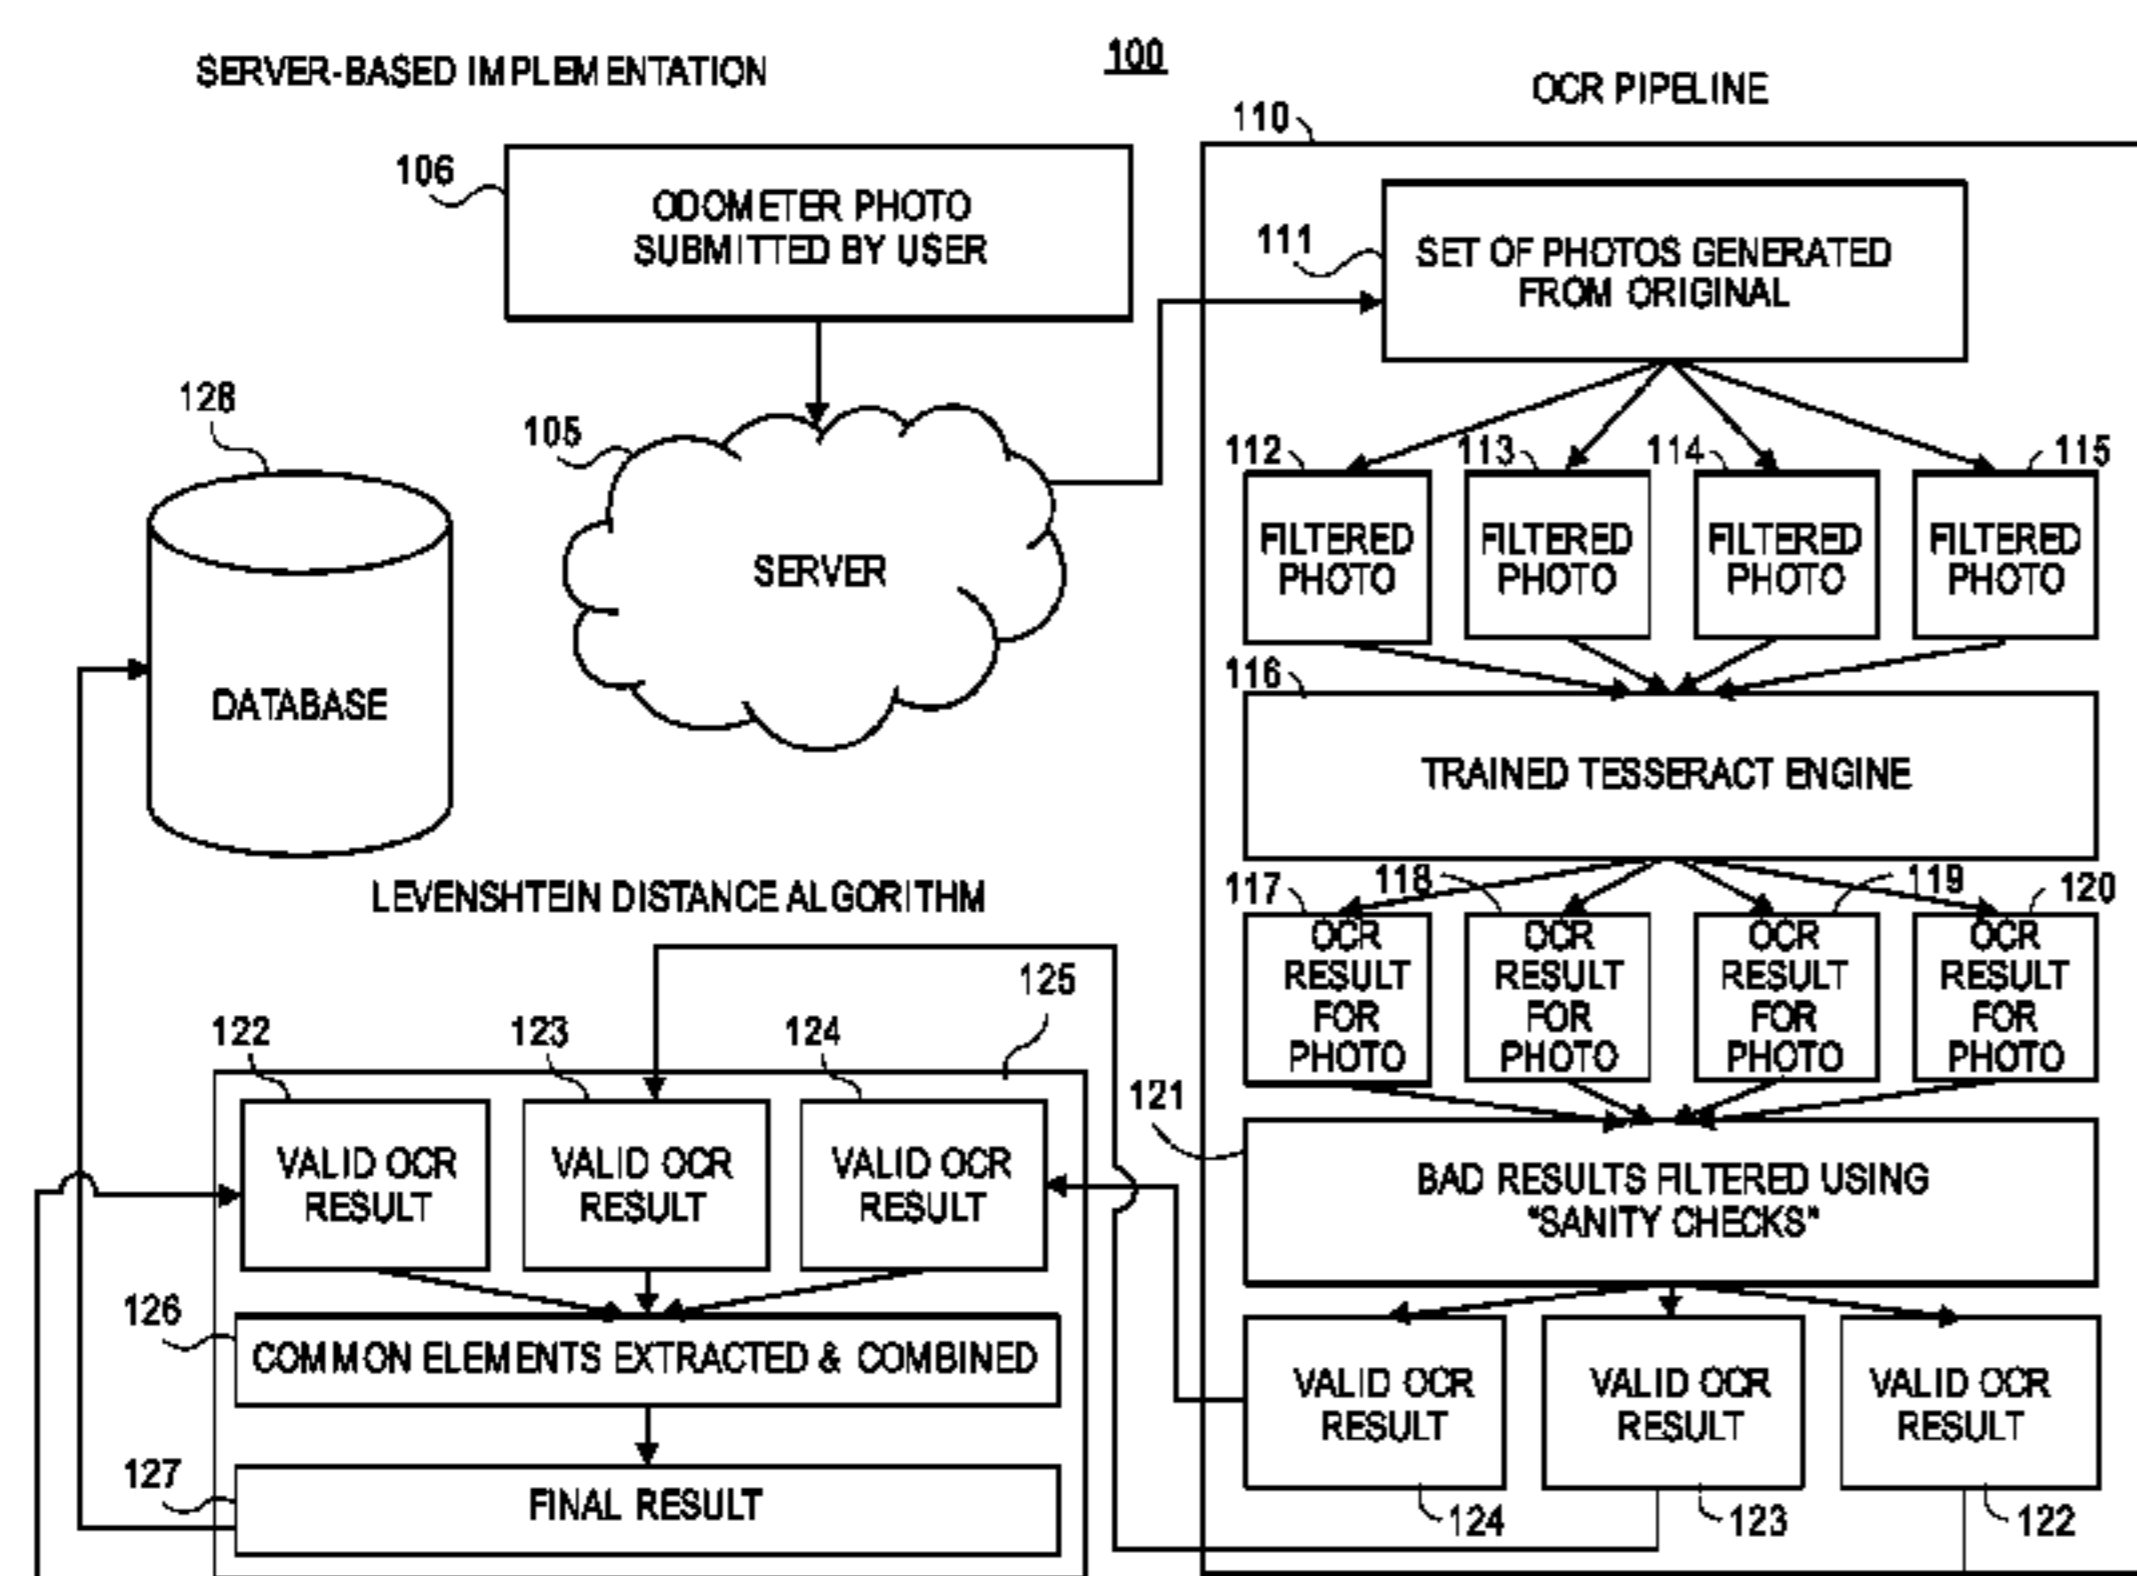 SERVER-BASED IMPLEMENTATION
100
OCR PIPELINE
110
106
ODOMETER PHOTO
SUBMITTED BY USER
111
SET OF PHOTOS GENERATED
FROM ORIGINAL
128
105
SERVER
DATABASE
112
113
114
115
FILTERED
PHOTO
FILTERED
PHOTO
FILTERED
PHOTO
FILTERED
PHOTO
116
TRAINED TESSERACT ENGINE
117
118
119
120
OCR
RESULT
FOR
PHOTO
OCR
RESULT
FOR
PHOTO
OCR
RESULT
FOR
PHOTO
OCR
RESULT
FOR
PHOTO
121
BAD RESULTS FILTERED USING
"SANITY CHECKS"
VALID OCR
RESULT
VALID OCR
RESULT
VALID OCR
RESULT
124
123
122
LEVENSHTEIN DISTANCE ALGORITHM
125
122
123
124
VALID OCR
RESULT
VALID OCR
RESULT
VALID OCR
RESULT
126
COMMON ELEMENTS EXTRACTED & COMBINED
127
FINAL RESULT